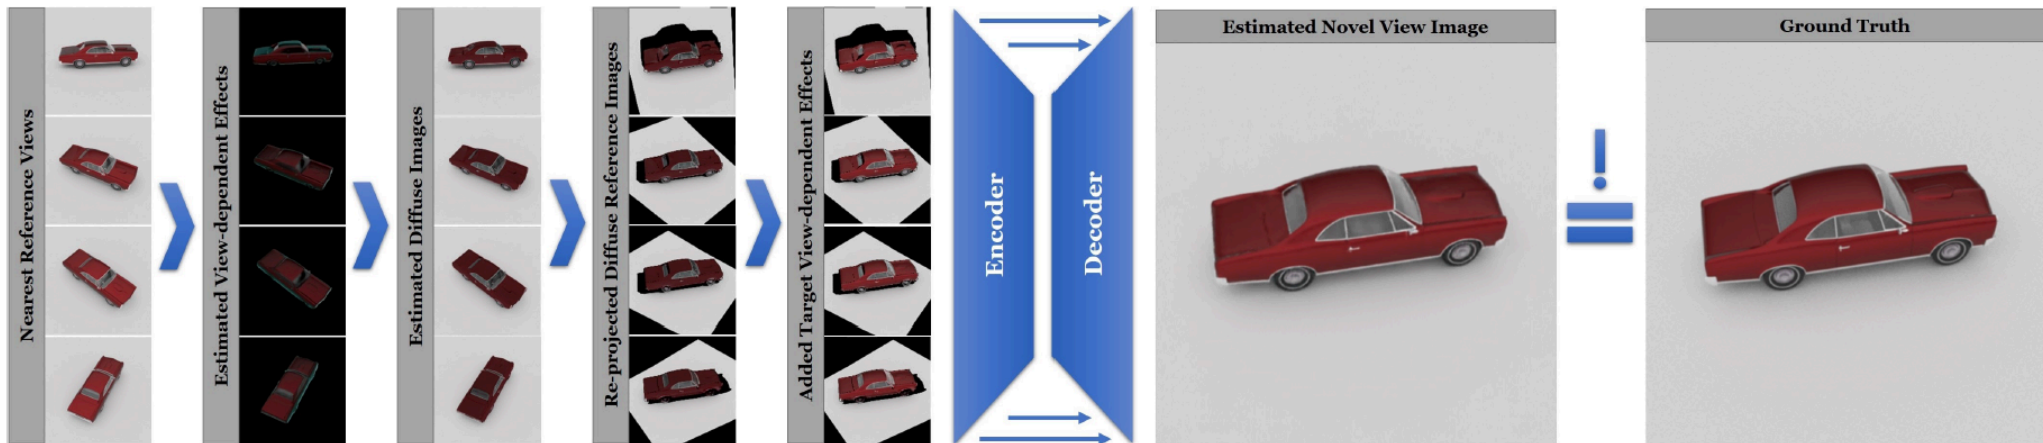 Nearest Reference Views
Estimated View-dependent Effects
Estimated Diffuse Images
Re-projected Diffuse Reference Images
Added Target View-dependent Effects
Encoder
Decoder
Estimated Novel View Image
!
=
Ground Truth